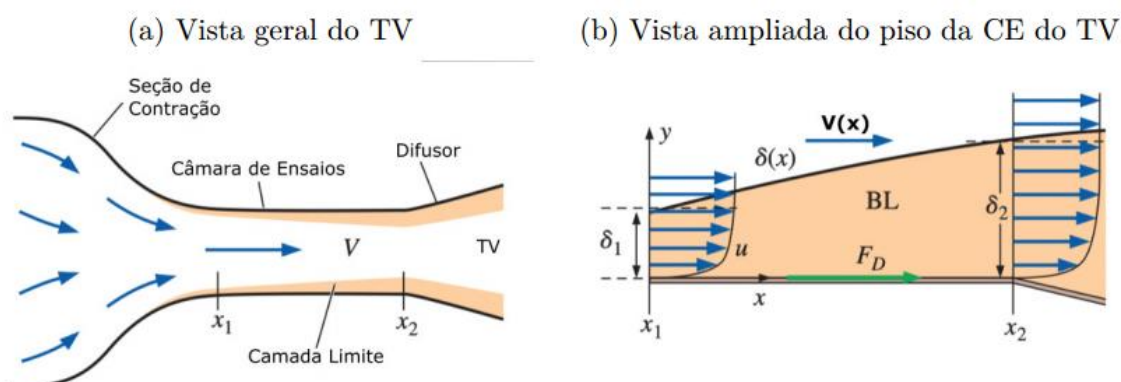 (a) Vista geral do TV
(b) Vista ampliada do piso da CE do TV
Seção de
Contração
Câmara de Ensaios
Difusor
V
TV
x₁
x₂
Camada Limite
y
V(x)
δ(x)
BL
δ₁
δ₂
u
F_D
x
x₁
x₂